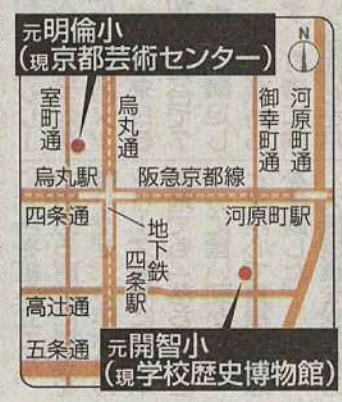 元明倫小
(現京都芸術センター)
N
室町通
烏丸通
御幸町通
河原町通
烏丸駅
阪急京都線
四条通
河原町駅
地下鉄
四条駅
高辻通
五条通
元開智小
(現学校歴史博物館)